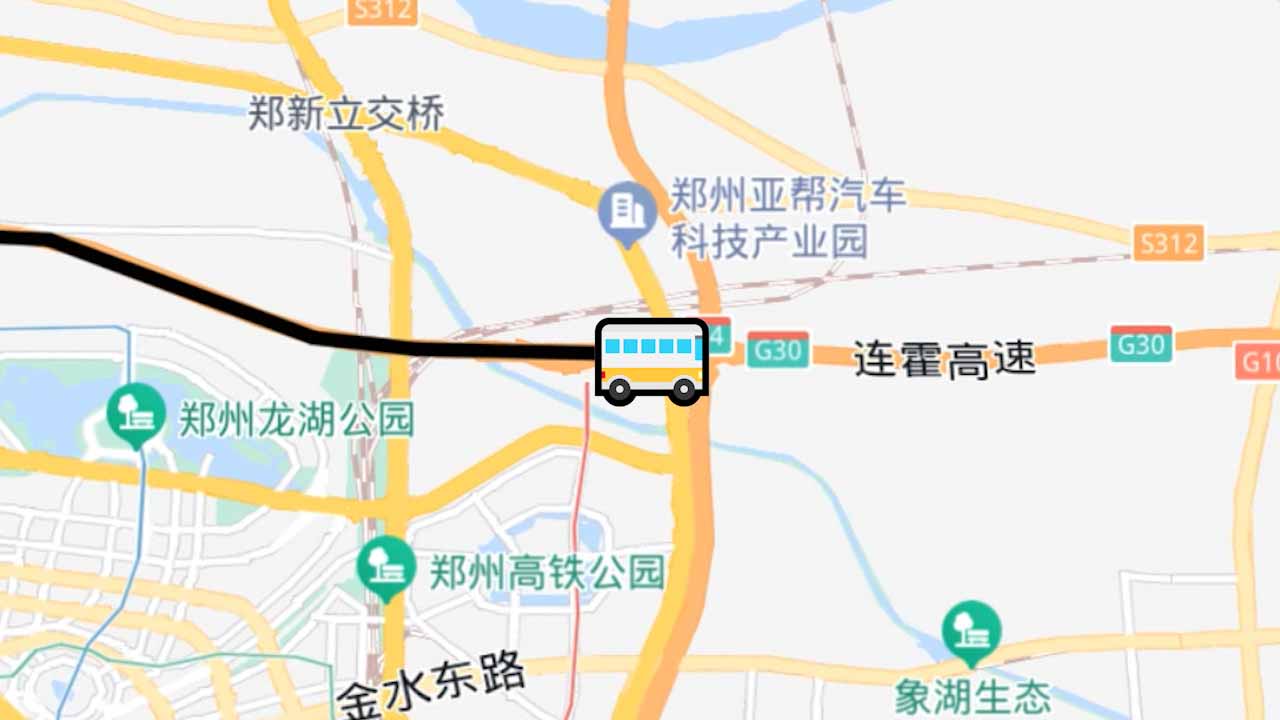 S312
郑新立交桥
郑州亚帮汽车
科技产业园
S312
4
G30
连霍高速
G30
G10
郑州龙湖公园
郑州高铁公园
金水东路
象湖生态